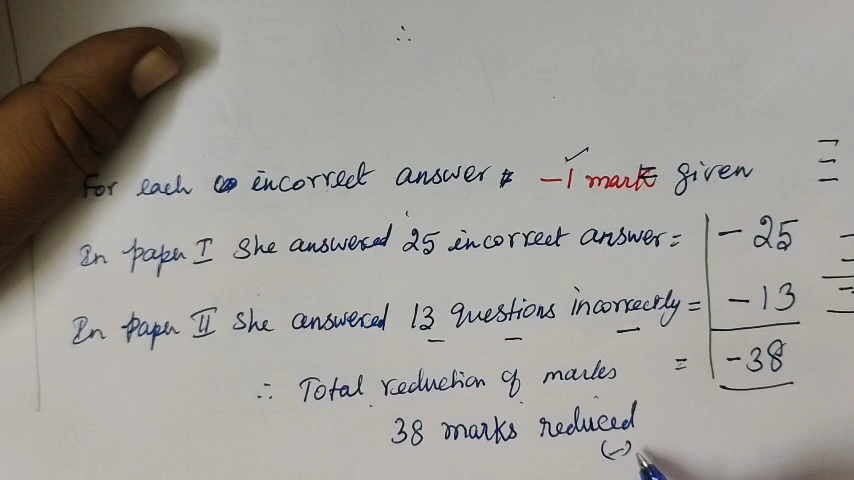 ∴
For each incorrect answer -1 mark given
In paper I She answered 25 incorrect answer = -25
In paper II She answered 13 questions incorrectly = -13
∴ Total reduction of marks = -38
38 marks reduced
(-)